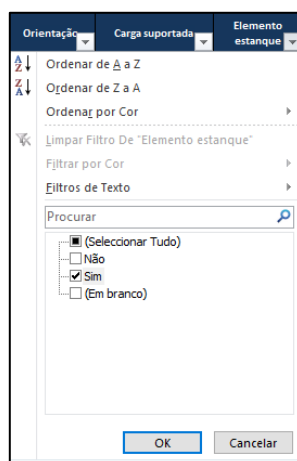 Orientação
Carga suportada
Elemento
estanque
Ordenar de A a Z
Ordenar de Z a A
Ordenar por Cor
Limpar Filtro De "Elemento estanque"
Filtrar por Cor
Filtros de Texto
Procurar
(Seleccionar Tudo)
Não
Sim
(Em branco)
OK
Cancelar